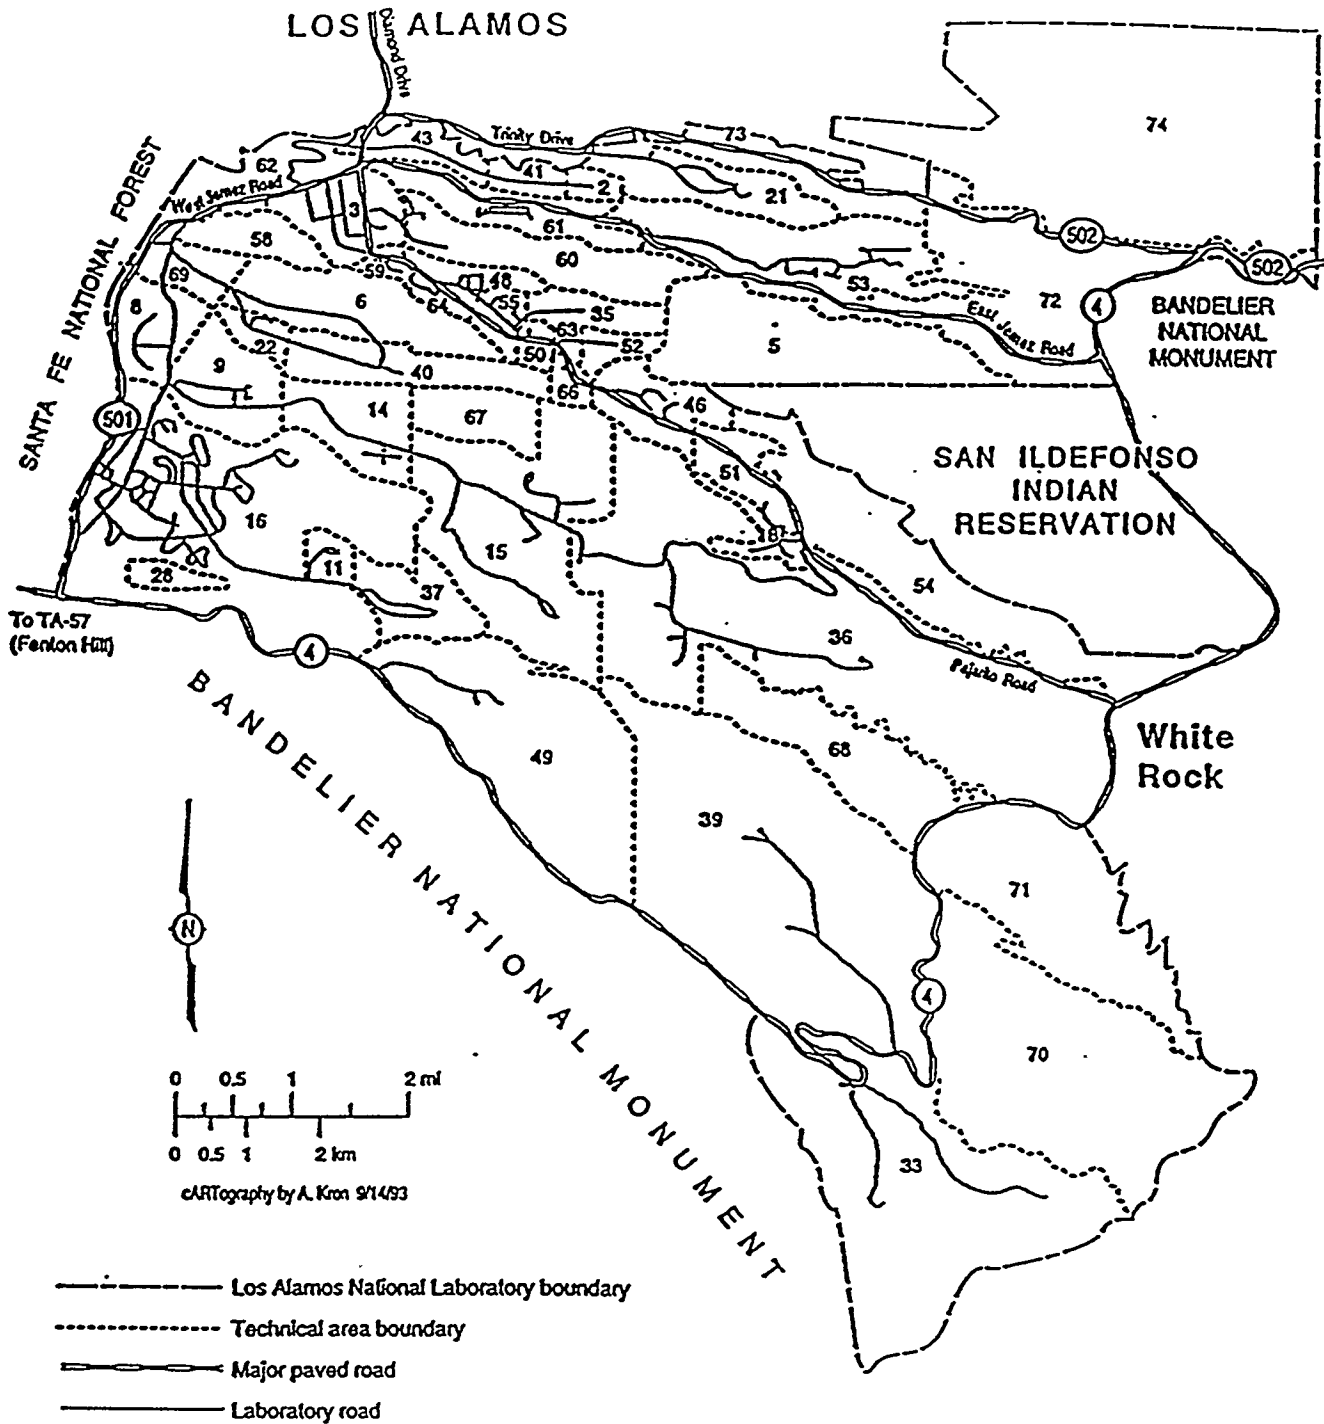 LOS ALAMOS
Diamond Drive
74
73
Trinity Drive
43
SANTA FE NATIONAL FOREST
62
41
West Jemez Road
2
21
3
61
502
58
60
502
59
48
69
53
6
64
55
72
4
BANDELIER
NATIONAL
MONUMENT
8
35
East Jemez Road
63
22
50
52
5
9
40
66
46
501
14
67
SAN ILDEFONSO
INDIAN
RESERVATION
51
16
18
15
11
28
37
54
To TA-57
(Fenton Hill)
36
4
Pajarito Road
BANDELIER NATIONAL MONUMENT
White
Rock
49
68
39
71
N
4
70
0 0.5 1 2 mi
0 0.5 1 2 km
33
cARTography by A. Kron 9/14/93
Los Alamos National Laboratory boundary
Technical area boundary
Major paved road
Laboratory road